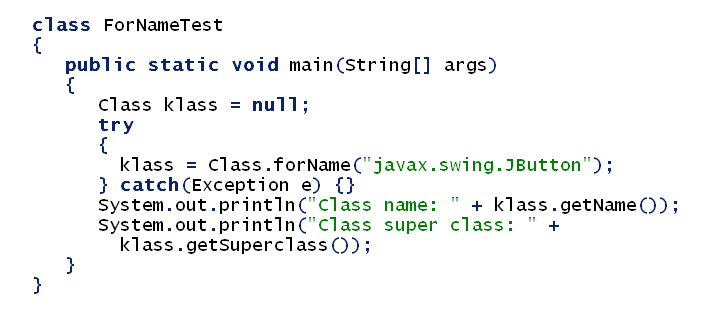 class ForNameTest
{
   public static void main(String[] args)
   {
      Class klass = null;
      try
      {
        klass = Class.forName("javax.swing.JButton");
      } catch(Exception e) {}
      System.out.println("Class name: " + klass.getName());
      System.out.println("Class super class: " +
        klass.getSuperclass());
   }
}